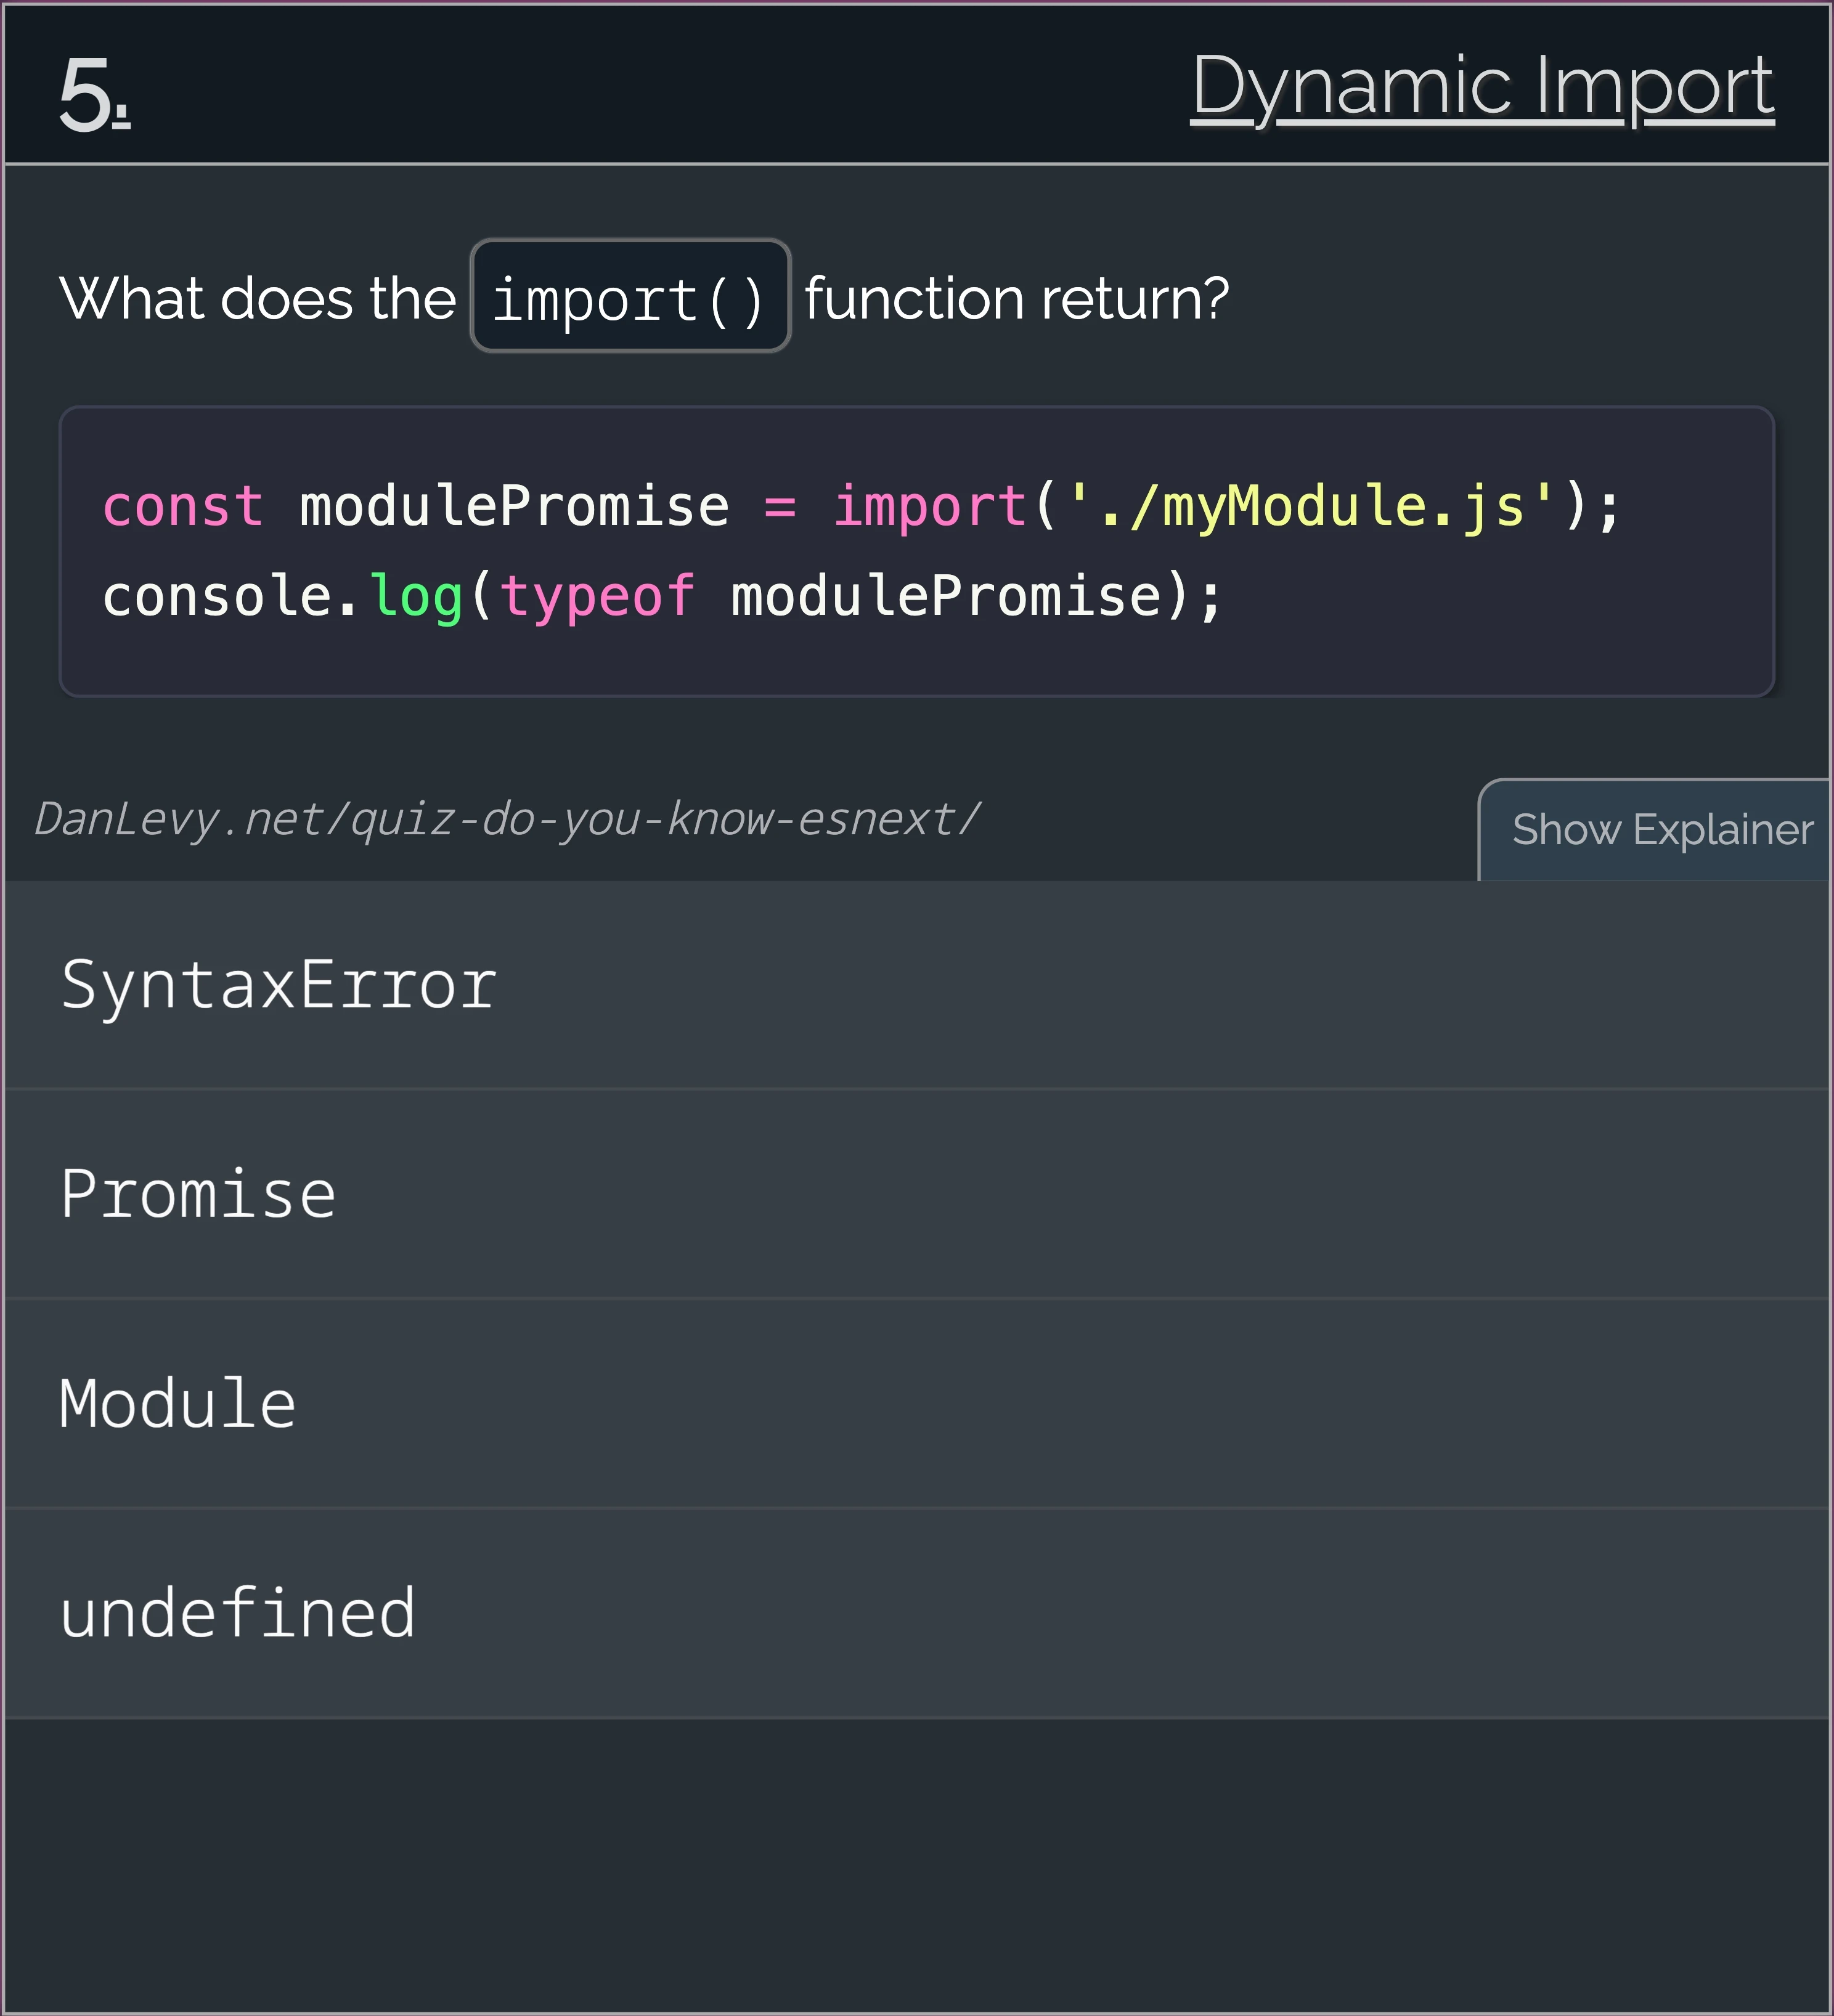 5.
Dynamic Import
What does the import() function return?
const modulePromise = import('./myModule.js');
console.log(typeof modulePromise);
DanLevy.net/quiz-do-you-know-esnext/
Show Explainer
SyntaxError
Promise
Module
undefined